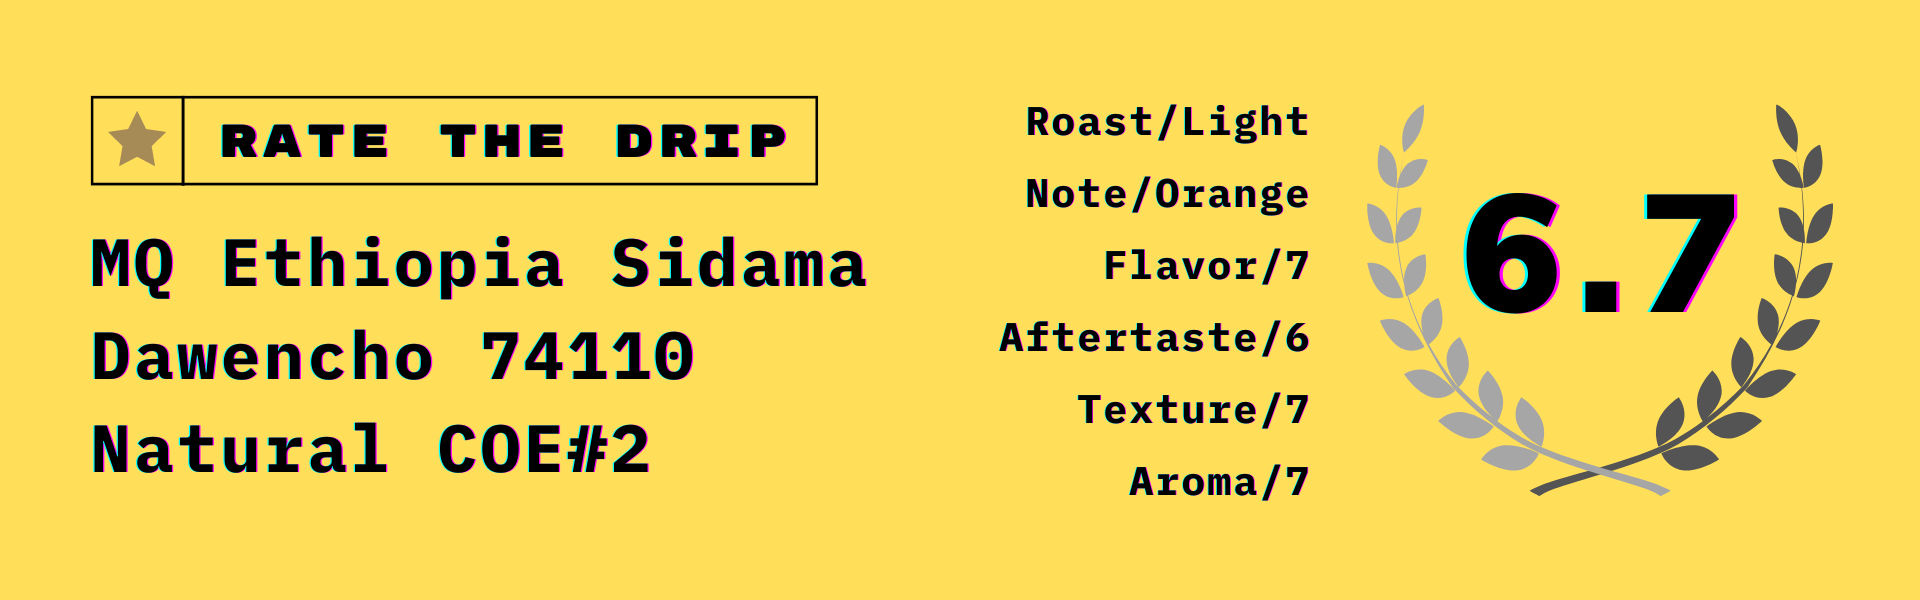 RATE THE DRIP
MQ Ethiopia Sidama
Dawencho 74110
Natural COE#2
Roast/Light
Note/Orange
Flavor/7
Aftertaste/6
Texture/7
Aroma/7
6.7